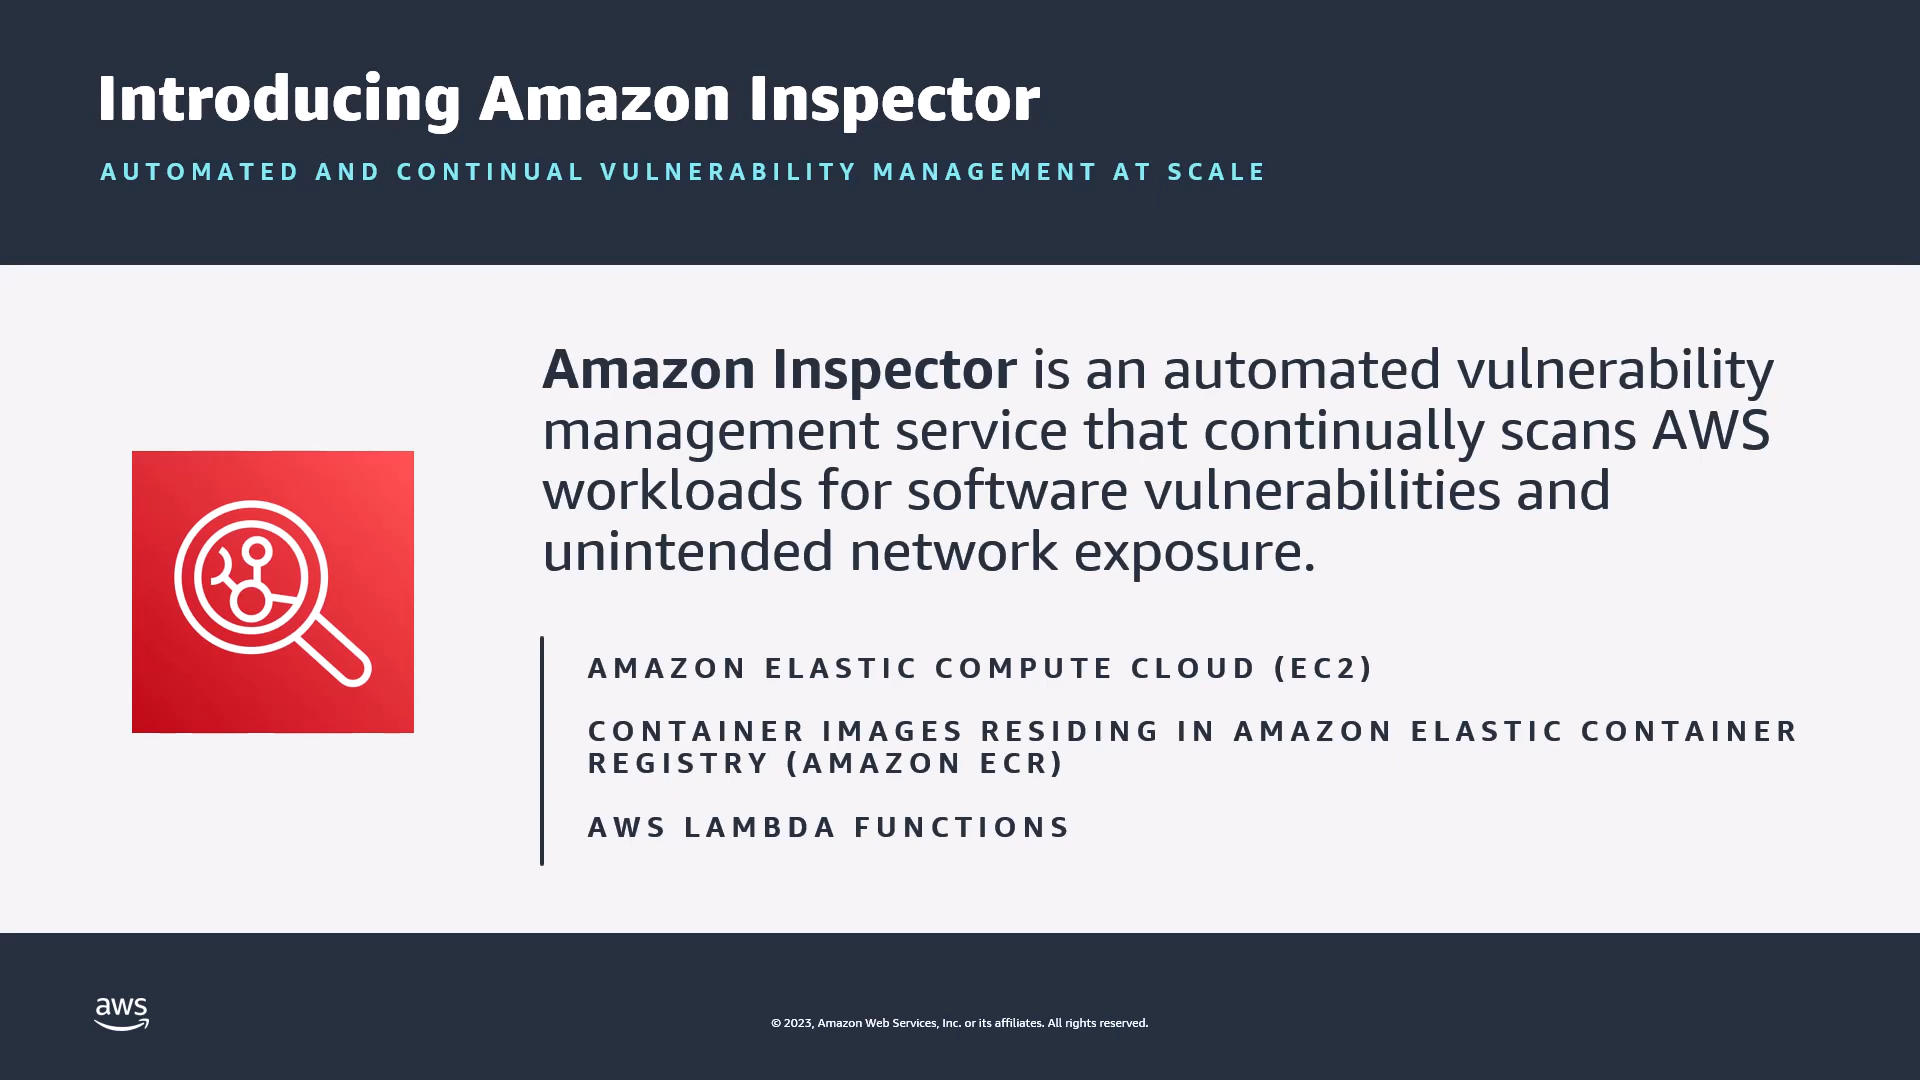 Introducing Amazon Inspector
AUTOMATED AND CONTINUAL VULNERABILITY MANAGEMENT AT SCALE
Amazon Inspector is an automated vulnerability
management service that continually scans AWS
workloads for software vulnerabilities and
unintended network exposure.
AMAZON ELASTIC COMPUTE CLOUD (EC2)
CONTAINER IMAGES RESIDING IN AMAZON ELASTIC CONTAINER
REGISTRY (AMAZON ECR)
AWS LAMBDA FUNCTIONS
aws
© 2023, Amazon Web Services, Inc. or its affiliates. All rights reserved.